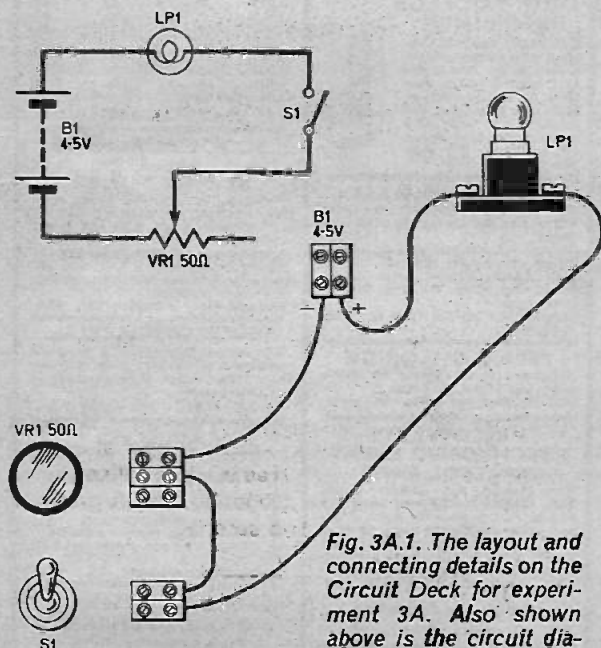 LP1
S1
B1
4·5V
VR1 50Ω
LP1
B1
4·5V
- +
VR1 50Ω
S1
Fig. 3A.1. The layout and
connecting details on the
Circuit Deck for experi-
ment 3A. Also shown
above is the circuit dia-